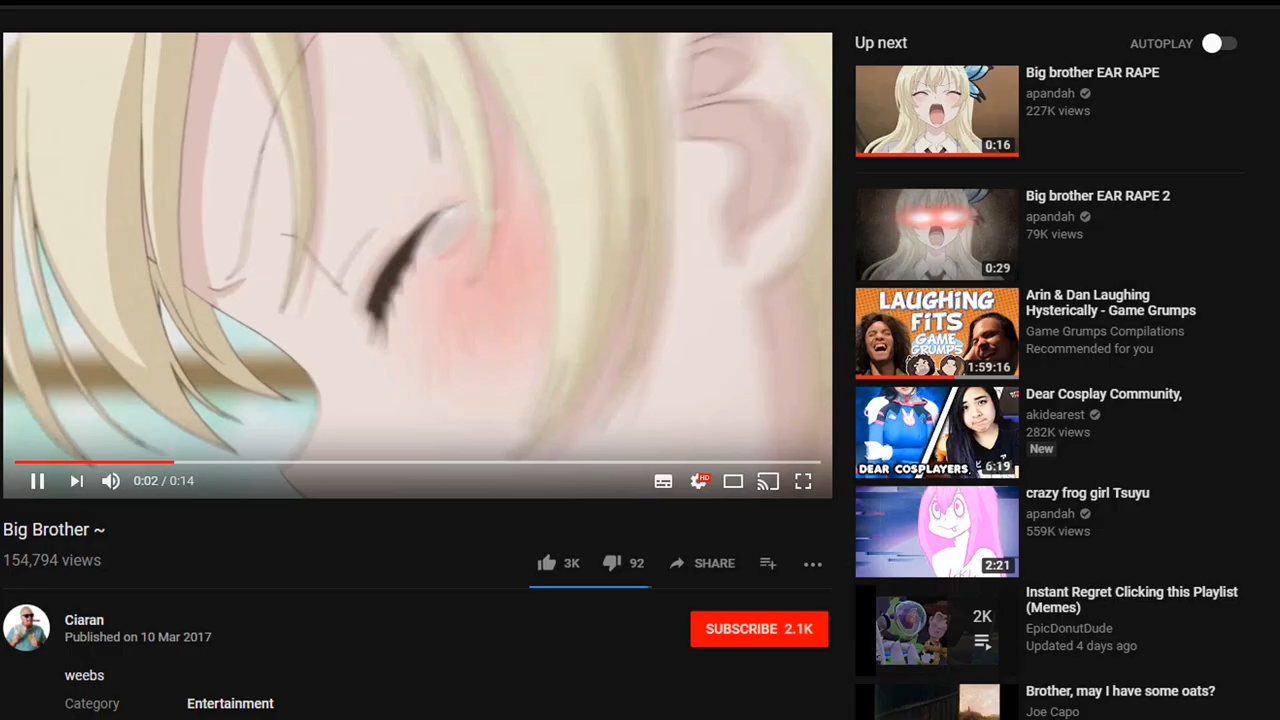 Up next
AUTOPLAY
Big brother EAR RAPE
apandah
227K views
0:16
Big brother EAR RAPE 2
apandah
79K views
0:29
LAUGHING
FITS
GAME
GRUMPS
1:59:16
Arin & Dan Laughing
Hysterically - Game Grumps
Game Grumps Compilations
Recommended for you
DEAR COSPLAYERS,
6:19
Dear Cosplay Community,
akidearest
282K views
New
2:21
crazy frog girl Tsuyu
apandah
559K views
2K
Instant Regret Clicking this Playlist
(Memes)
EpicDonutDude
Updated 4 days ago
Brother, may I have some oats?
Joe Capo
0:02 / 0:14
HD
Big Brother ~
154,794 views
3K
92
SHARE
Ciaran
Published on 10 Mar 2017
SUBSCRIBE 2.1K
weebs
Category
Entertainment